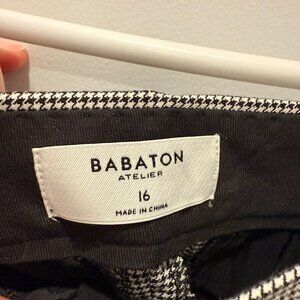 BABATON
ATELIER
16
MADE IN CHINA